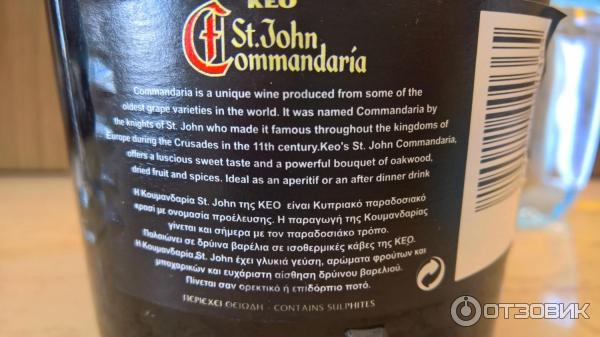 KEO
St.John
Commandaria
Commandaria is a unique wine produced from some of the
oldest grape varieties in the world. It was named Commandaria by
the knights of St. John who made it famous throughout the kingdoms of
Europe during the Crusades in the 11th century.Keo's St. John Commandaria,
offers a luscious sweet taste and a powerful bouquet of oakwood,
dried fruit and spices. Ideal as an aperitif or an after dinner drink
Η Κουμανδαρία St. John της ΚΕΟ είναι Κυπριακό παραδοσιακό
κρασί με ονομασία προέλευσης. Η παραγωγή της Κουμανδαρίας
γίνεται και σήμερα με τον παραδοσιακό τρόπο.
Παλαιώνει σε δρύινα βαρέλια σε ισοθερμικές κάβες της ΚΕΟ.
Η Κουμανδαρία St. John έχει γλυκιά γεύση, αρώματα φρούτων και
μπαχαρικών και ευχάριστη αίσθηση δρύινου βαρελιού.
Πίνεται σαν ορεκτικό ή επιδόρπιο ποτό.
ΠΕΡΙΕΧΕΙ ΘΕΙΩΔΗ - CONTAINS SULPHITES
ОТЗОВИК